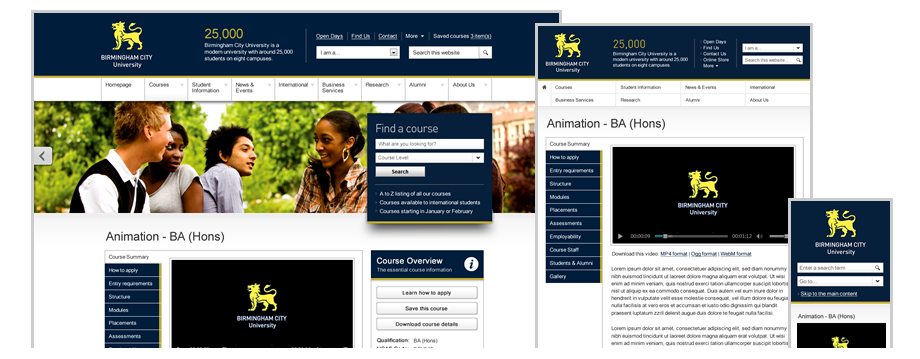 BIRMINGHAM CITY
University
25,000
Birmingham City University is a
modern university with around 25,000
students on eight campuses.
Open Days
Find Us
Contact
More
Saved courses 3 item(s)
I am a...
Search this website
Homepage
Courses
Student
Information
News &
Events
International
Business
Services
Research
Alumni
About Us
Find a course
What are you looking for?
Course Level
Search
A to Z listing of all our courses
Courses available to international students
Courses starting in January or February
Animation - BA (Hons)
Course Summary
How to apply
Entry requirements
Structure
Modules
Placements
Assessments
BIRMINGHAM CITY
University
Course Overview
The essential course information
i
Learn how to apply
Save this course
Download course details
Qualification: BA (Hons)
BIRMINGHAM CITY
University
25,000
Birmingham City University is a
modern university with around 25,000
students on eight campuses.
Open Days
Find Us
Contact Us
Online Store
More
I am a...
Search this website...
Courses
Student Information
News & Events
International
Business Services
Research
Alumni
About Us
Animation - BA (Hons)
Course Summary
How to apply
Entry requirements
Structure
Modules
Placements
Assessments
Employability
Course Staff
Students & Alumni
Gallery
BIRMINGHAM CITY
University
00:00:09
00:01:12
Download this video: MP4 format | Ogg format | WebM format
Lorem ipsum dolor sit amet, consectetuer adipiscing elit, sed diam nonummy
nibh euismod tincidunt ut laoreet dolore magna aliquam erat volutpat. Ut wisi
enim ad minim veniam, quis nostrud exerci tation ullamcorper suscipit lobortis
nisl ut aliquip ex ea commodo consequat. Duis autem vel eum iriure dolor in
hendrerit in vulputate velit esse molestie consequat, vel illum dolore eu feugiat
nulla facilisis at vero eros et accumsan et iusto odio dignissim qui blandit
praesent luptatum zzril delenit augue duis dolore te feugait nulla facilisi.
Lorem ipsum dolor sit amet, consectetuer adipiscing elit, sed diam nonummy
nibh euismod tincidunt ut laoreet dolore magna aliquam erat volutpat. Ut wisi
enim ad minim veniam, quis nostrud exerci tation ullamcorper suscipit lobortis
BIRMINGHAM CITY
University
Enter a search term
Go to...
Skip to the main content
Animation - BA (Hons)